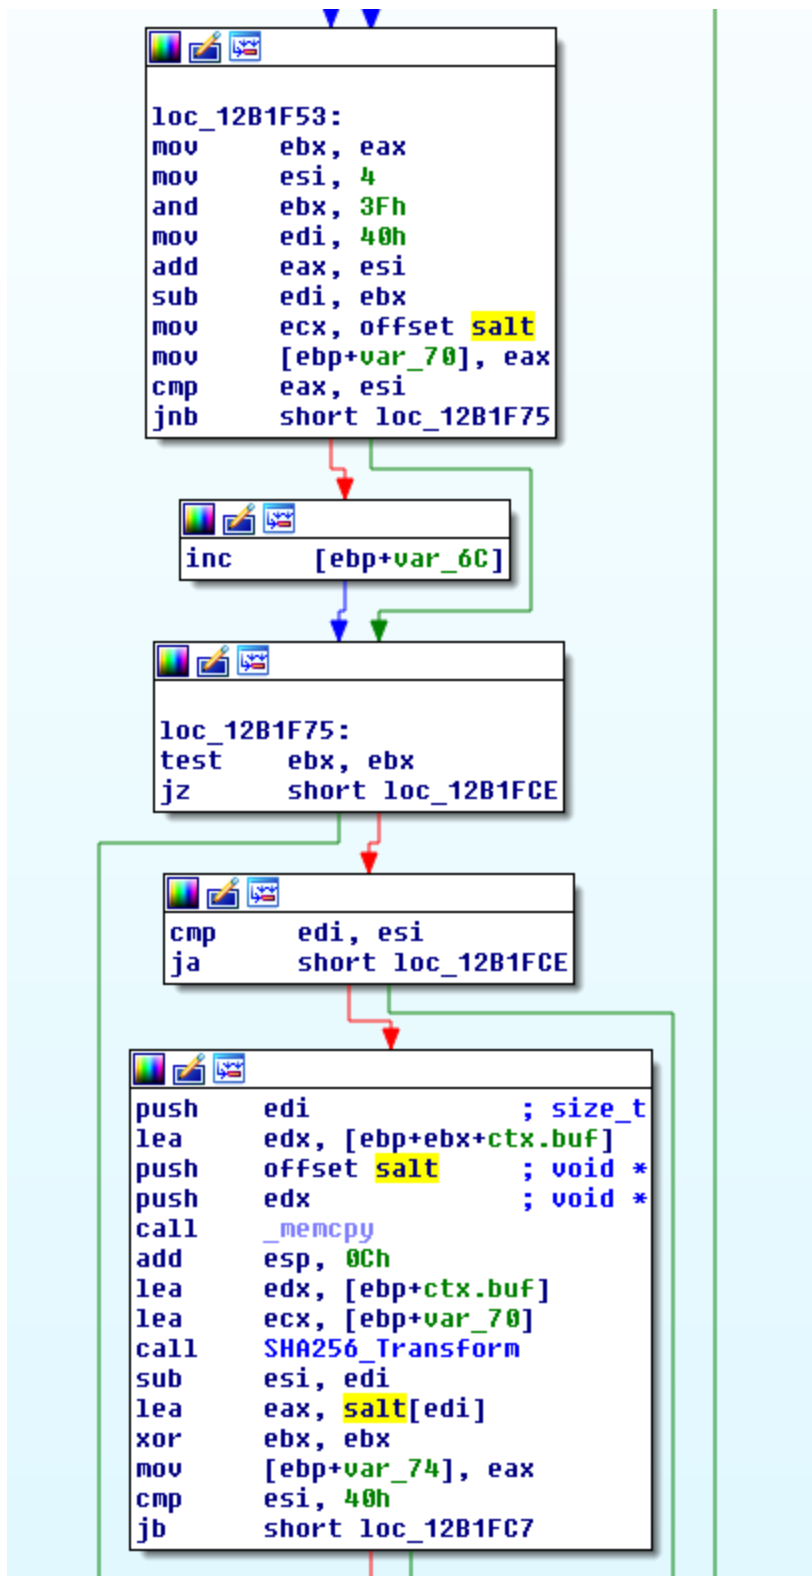 loc_12B1F53:
mov ebx, eax
mov esi, 4
and ebx, 3Fh
mov edi, 40h
add eax, esi
sub edi, ebx
mov ecx, offset salt
mov [ebp+var_70], eax
cmp eax, esi
jnb short loc_12B1F75
inc [ebp+var_6C]
loc_12B1F75:
test ebx, ebx
jz short loc_12B1FCE
cmp edi, esi
ja short loc_12B1FCE
push edi ; size_t
lea edx, [ebp+ebx+ctx.buf]
push offset salt ; void *
push edx ; void *
call _memcpy
add esp, 0Ch
lea edx, [ebp+ctx.buf]
lea ecx, [ebp+var_70]
call SHA256_Transform
sub esi, edi
lea eax, salt[edi]
xor ebx, ebx
mov [ebp+var_74], eax
cmp esi, 40h
jb short loc_12B1FC7